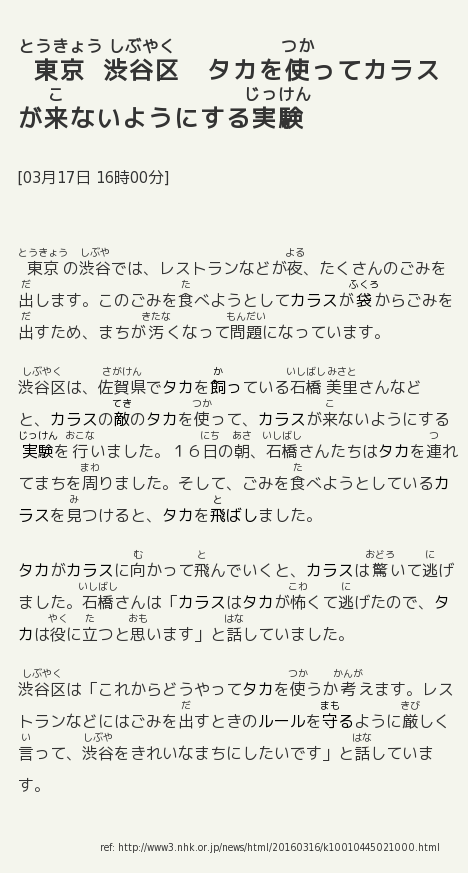 東京 渋谷区 タカを使ってカラス
が来ないようにする実験
[03月17日 16時00分]
東京の渋谷では、レストランなどが夜、たくさんのごみを
出します。このごみを食べようとしてカラスが袋からごみを
出すため、まちが汚くなって問題になっています。
渋谷区は、佐賀県でタカを飼っている石橋 美里さんなど
と、カラスの敵のタカを使って、カラスが来ないようにする
実験を行いました。16日の朝、石橋さんたちはタカを連れ
てまちを周りました。そして、ごみを食べようとしているカ
ラスを見つけると、タカを飛ばしました。
タカがカラスに向かって飛んでいくと、カラスは驚いて逃げ
ました。石橋さんは「カラスはタカが怖くて逃げたので、タ
カは役に立つと思います」と話していました。
渋谷区は「これからどうやってタカを使うか考えます。レス
トランなどにはごみを出すときのルールを守るように厳しく
言って、渋谷をきれいなまちにしたいです」と話していま
す。
ref: http://www3.nhk.or.jp/news/html/20160316/k10010445021000.html